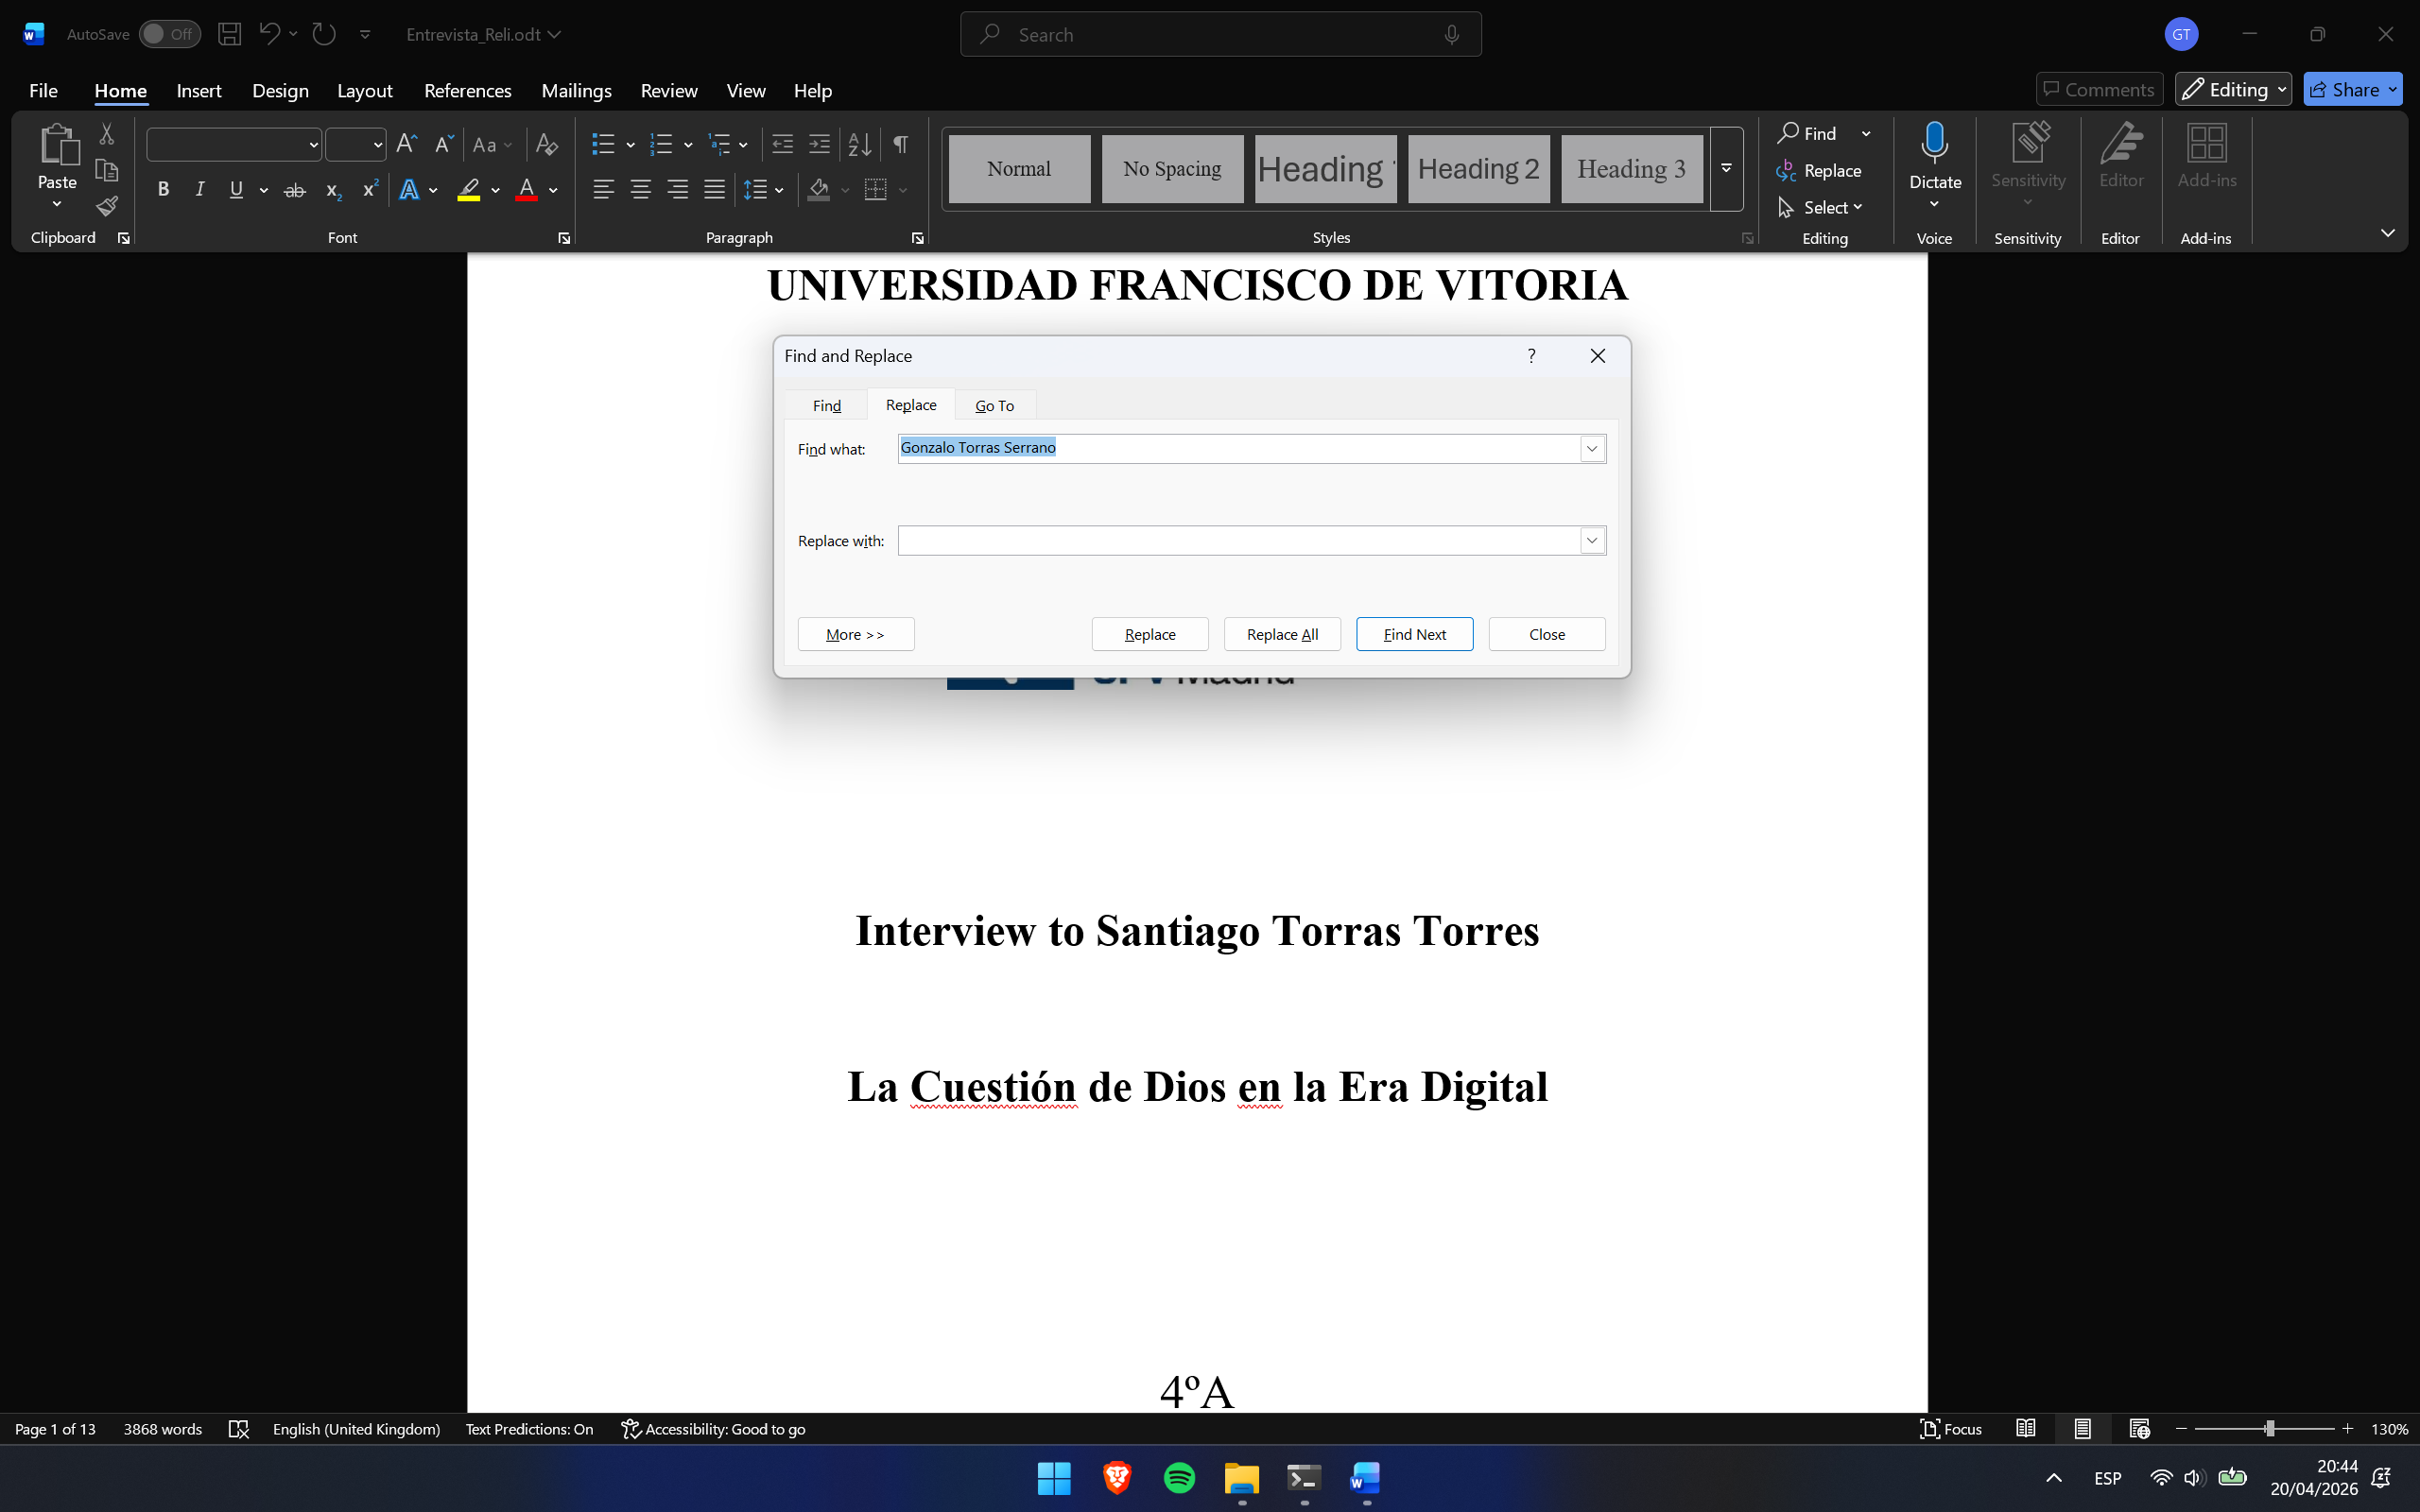 AutoSave Off Entrevista_Reli.odt Search GT
File Home Insert Design Layout References Mailings Review View Help Comments Editing Share
Paste
Clipboard
Aa
B I U ab x₂ x² A A
Font
Paragraph
Normal No Spacing Heading Heading 2 Heading 3
Styles
Find
Replace
Select
Editing
Dictate
Voice
Sensitivity
Sensitivity
Editor
Editor
Add-ins
Add-ins
UNIVERSIDAD FRANCISCO DE VITORIA
Find and Replace
Find Replace Go To
Find what: Gonzalo Torras Serrano
Replace with:
More >> Replace Replace All Find Next Close
Interview to Santiago Torras Torres
La Cuestión de Dios en la Era Digital
4ºA
Page 1 of 13 3868 words English (United Kingdom) Text Predictions: On Accessibility: Good to go Focus 130%
ESP 20:44
20/04/2026